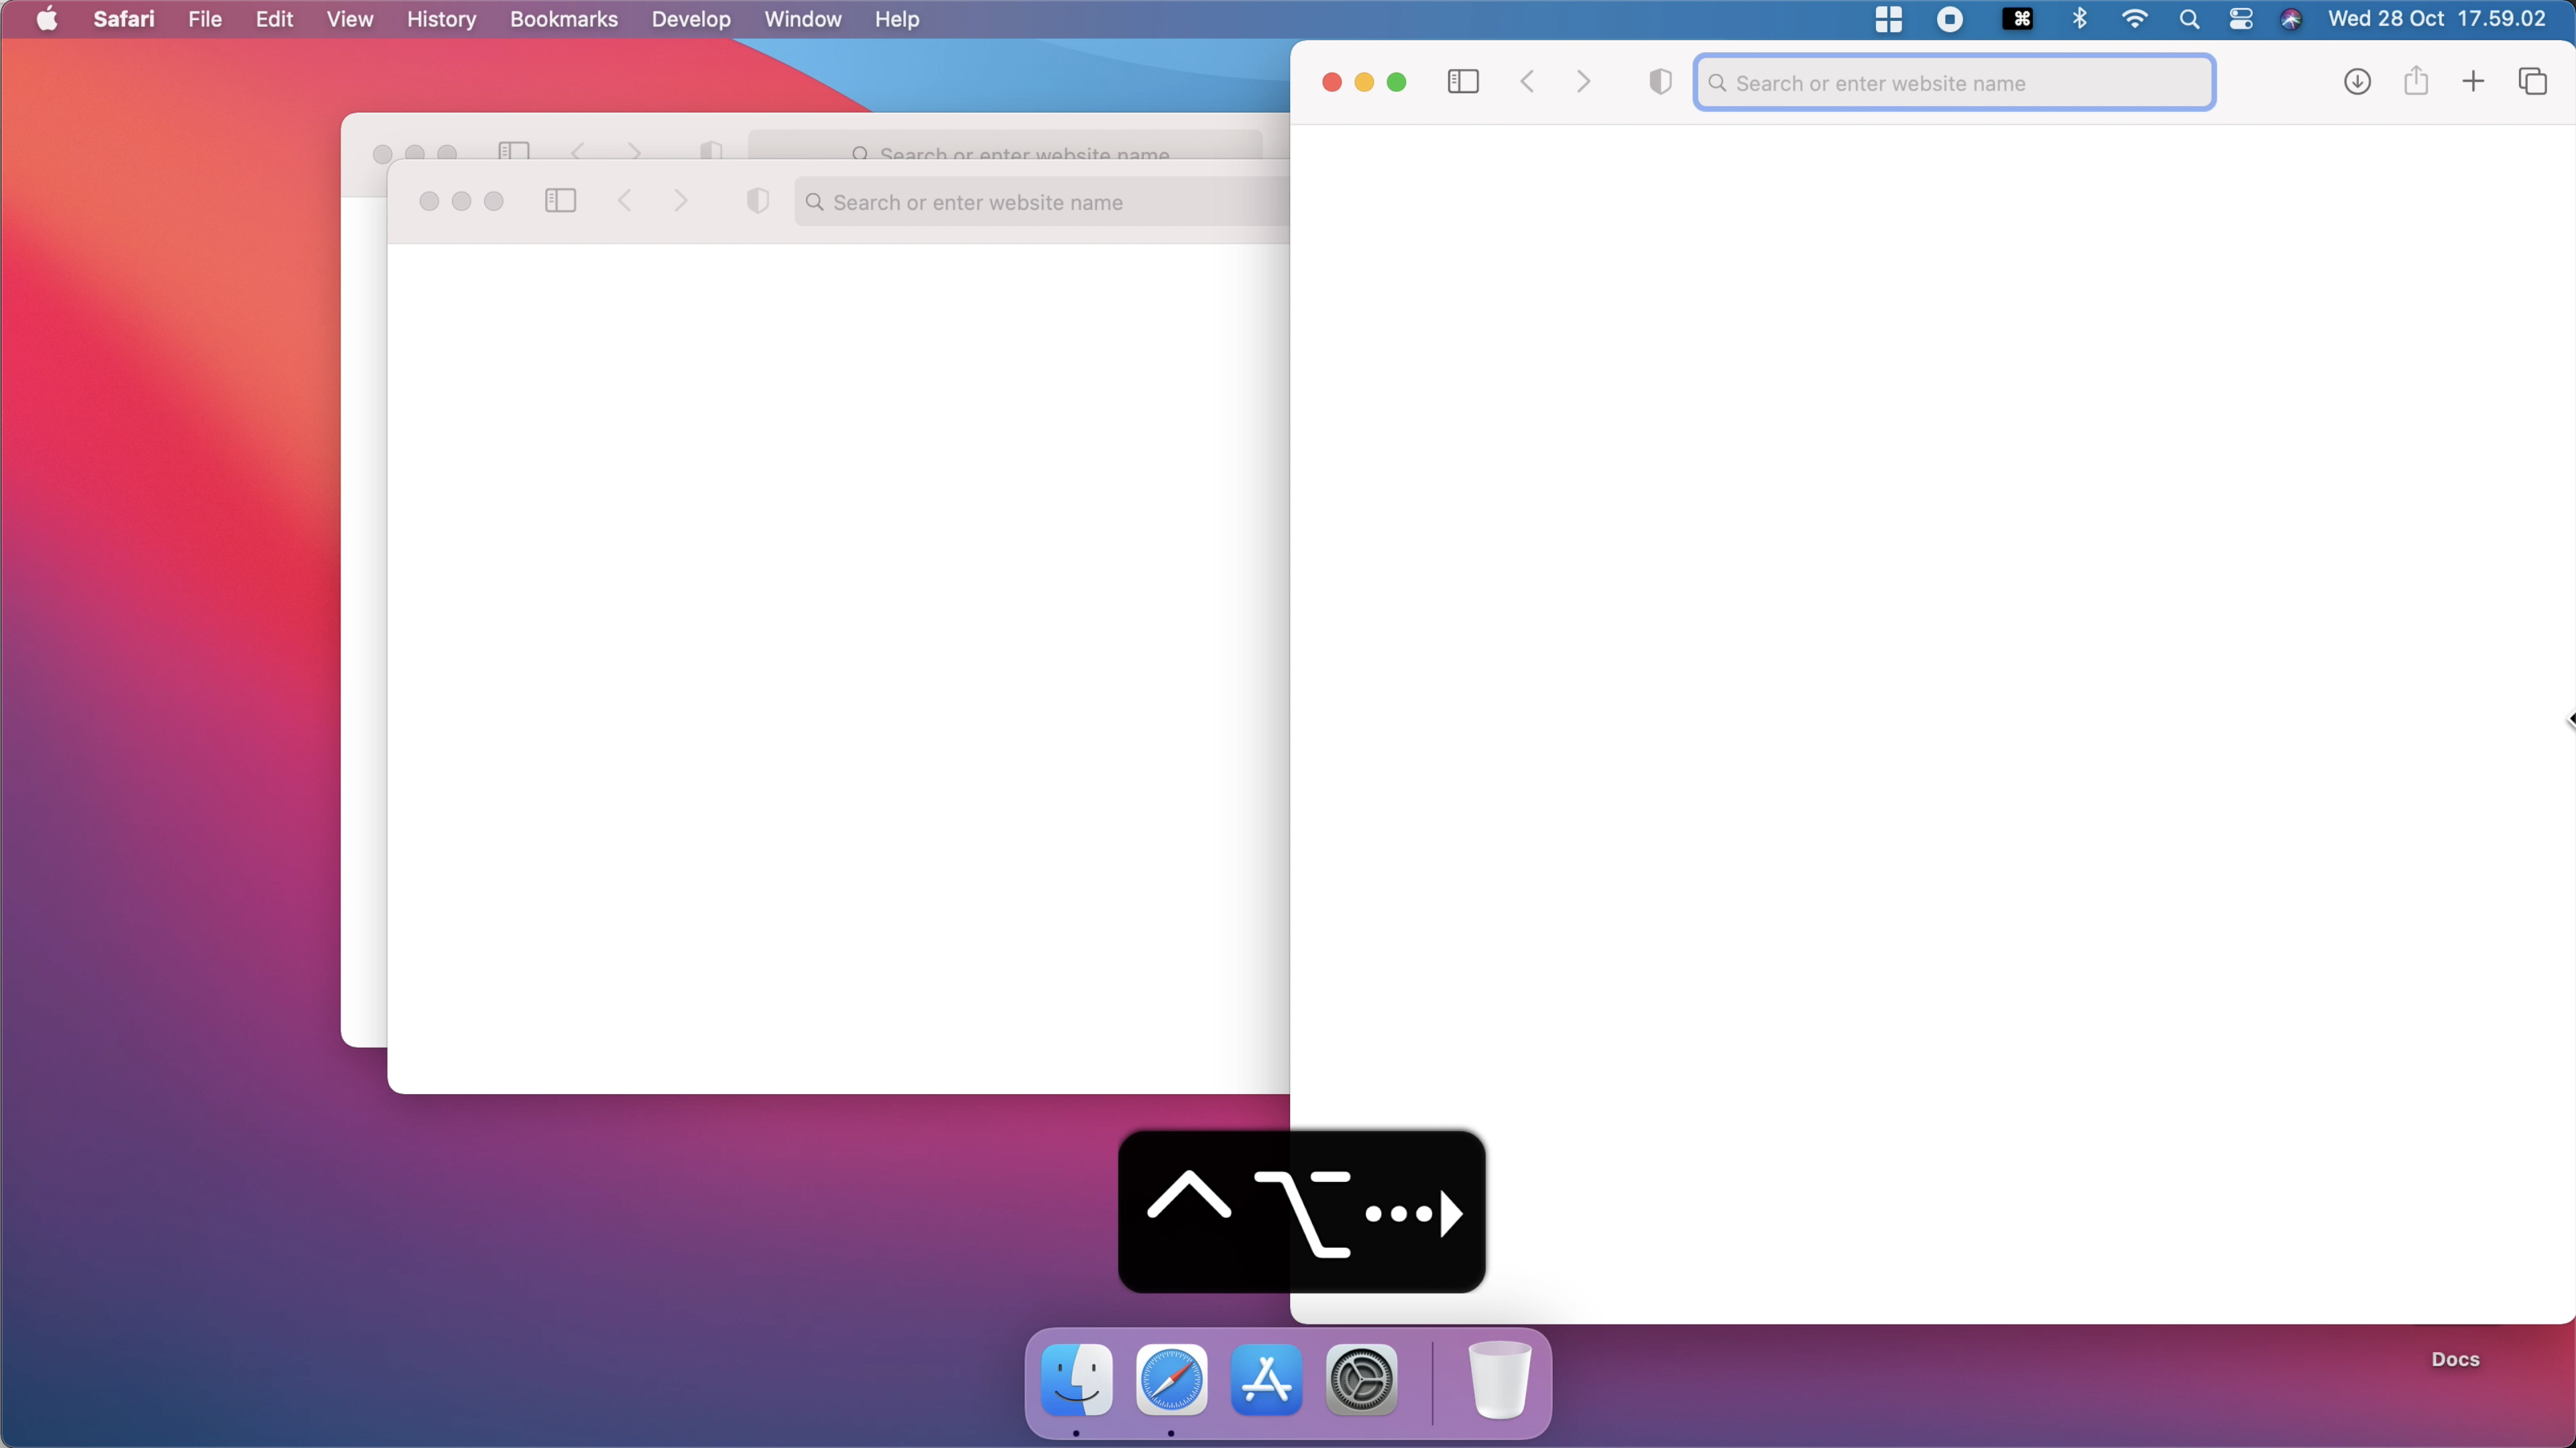 Safari File Edit View History Bookmarks Develop Window Help Wed 28 Oct 17.59.02
Search or enter website name
Search or enter website name
Search or enter website name
⌃ ⌥
Docs